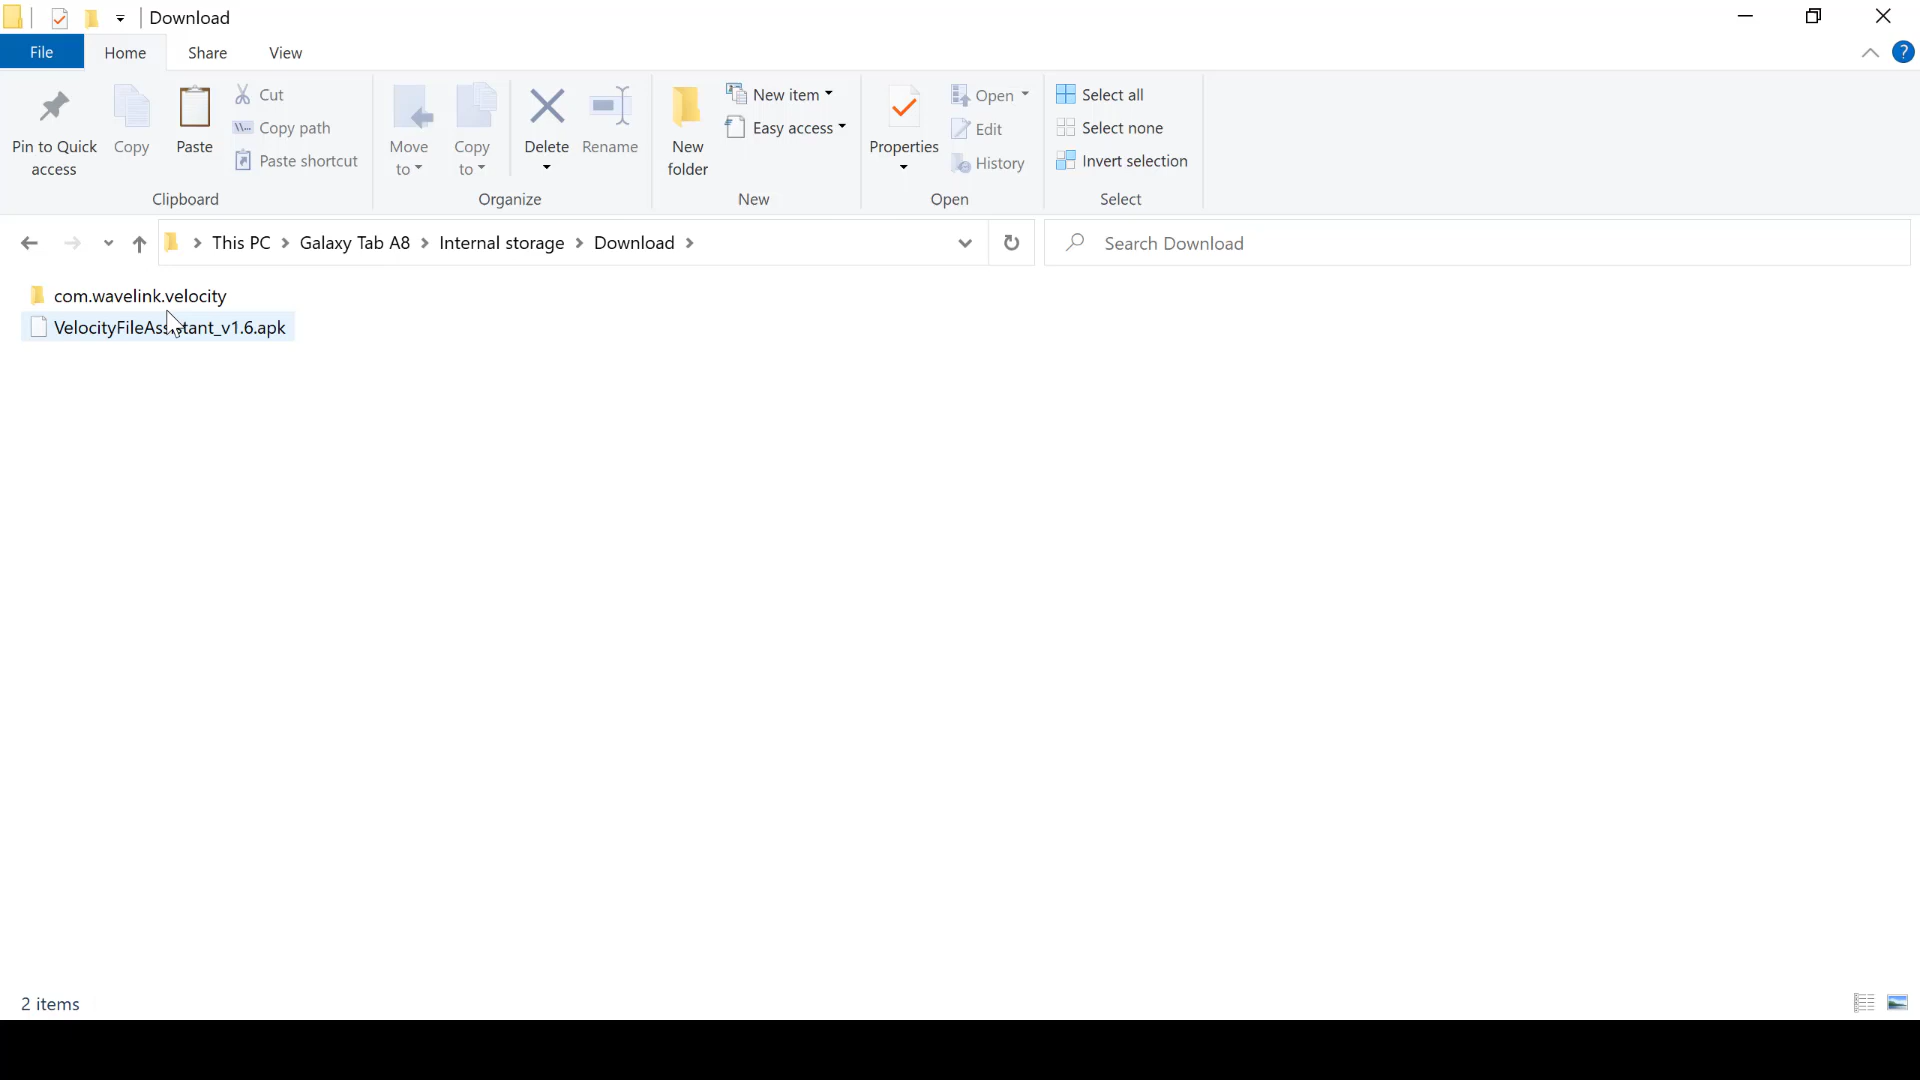 Download
File Home Share View ?
Pin to Quick access
Copy
Paste
Cut
Copy path
Paste shortcut
Clipboard
Move to
Copy to
Delete
Rename
Organize
New folder
New item
Easy access
New
Properties
Open
Edit
History
Open
Select all
Select none
Invert selection
Select
This PC Galaxy Tab A8 Internal storage Download
Search Download
com.wavelink.velocity
VelocityFileAssistant_v1.6.apk
2 items